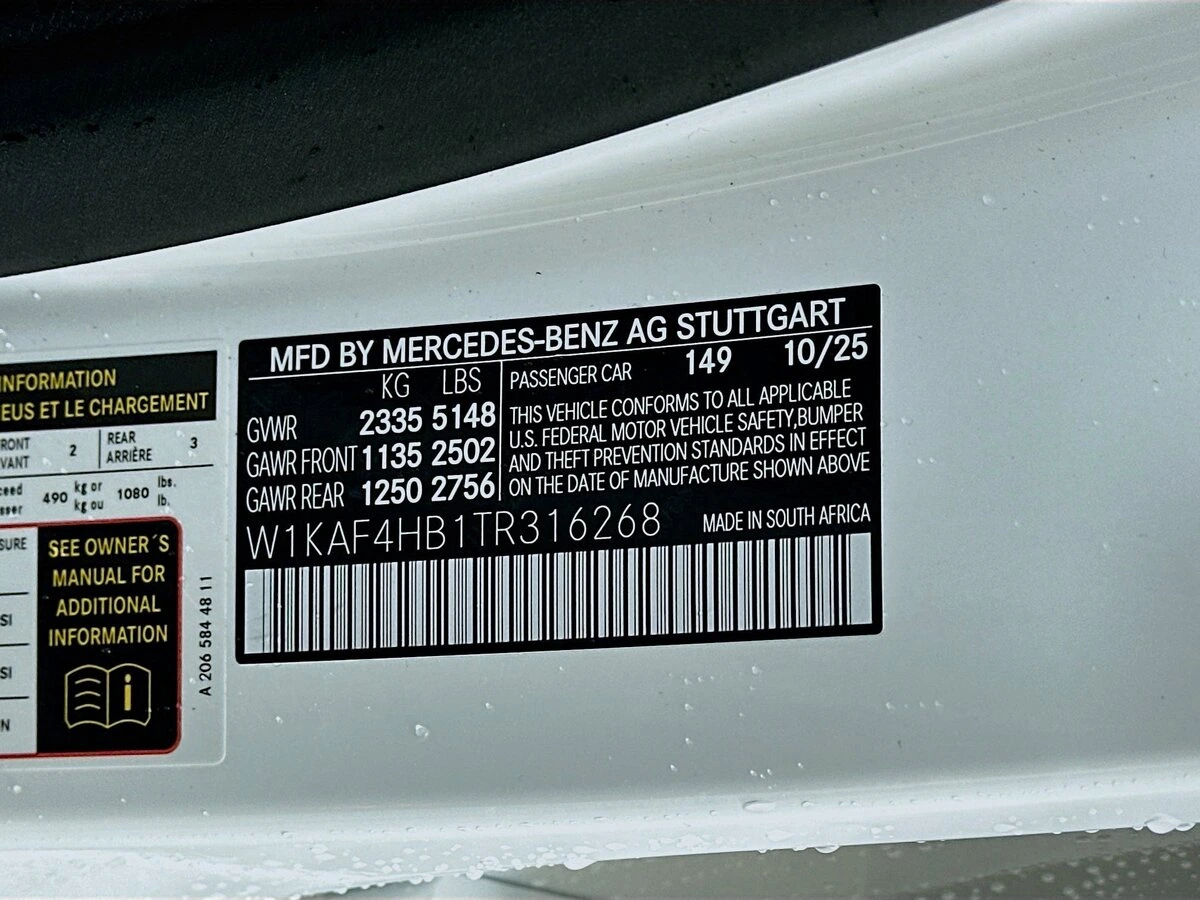 INFORMATION
EUS ET LE CHARGEMENT
FRONT 2 REAR 3
AVANT ARRIÈRE
490 kg or 1080 lbs.
kg ou lb.
SEE OWNER´S
MANUAL FOR
ADDITIONAL
INFORMATION
i
A 206 584 48 11
MFD BY MERCEDES-BENZ AG STUTTGART
KG LBS PASSENGER CAR 149 10/25
GVWR 2335 5148
GAWR FRONT 1135 2502
GAWR REAR 1250 2756
THIS VEHICLE CONFORMS TO ALL APPLICABLE
U.S. FEDERAL MOTOR VEHICLE SAFETY,BUMPER
AND THEFT PREVENTION STANDARDS IN EFFECT
ON THE DATE OF MANUFACTURE SHOWN ABOVE
W1KAF4HB1TR316268 MADE IN SOUTH AFRICA